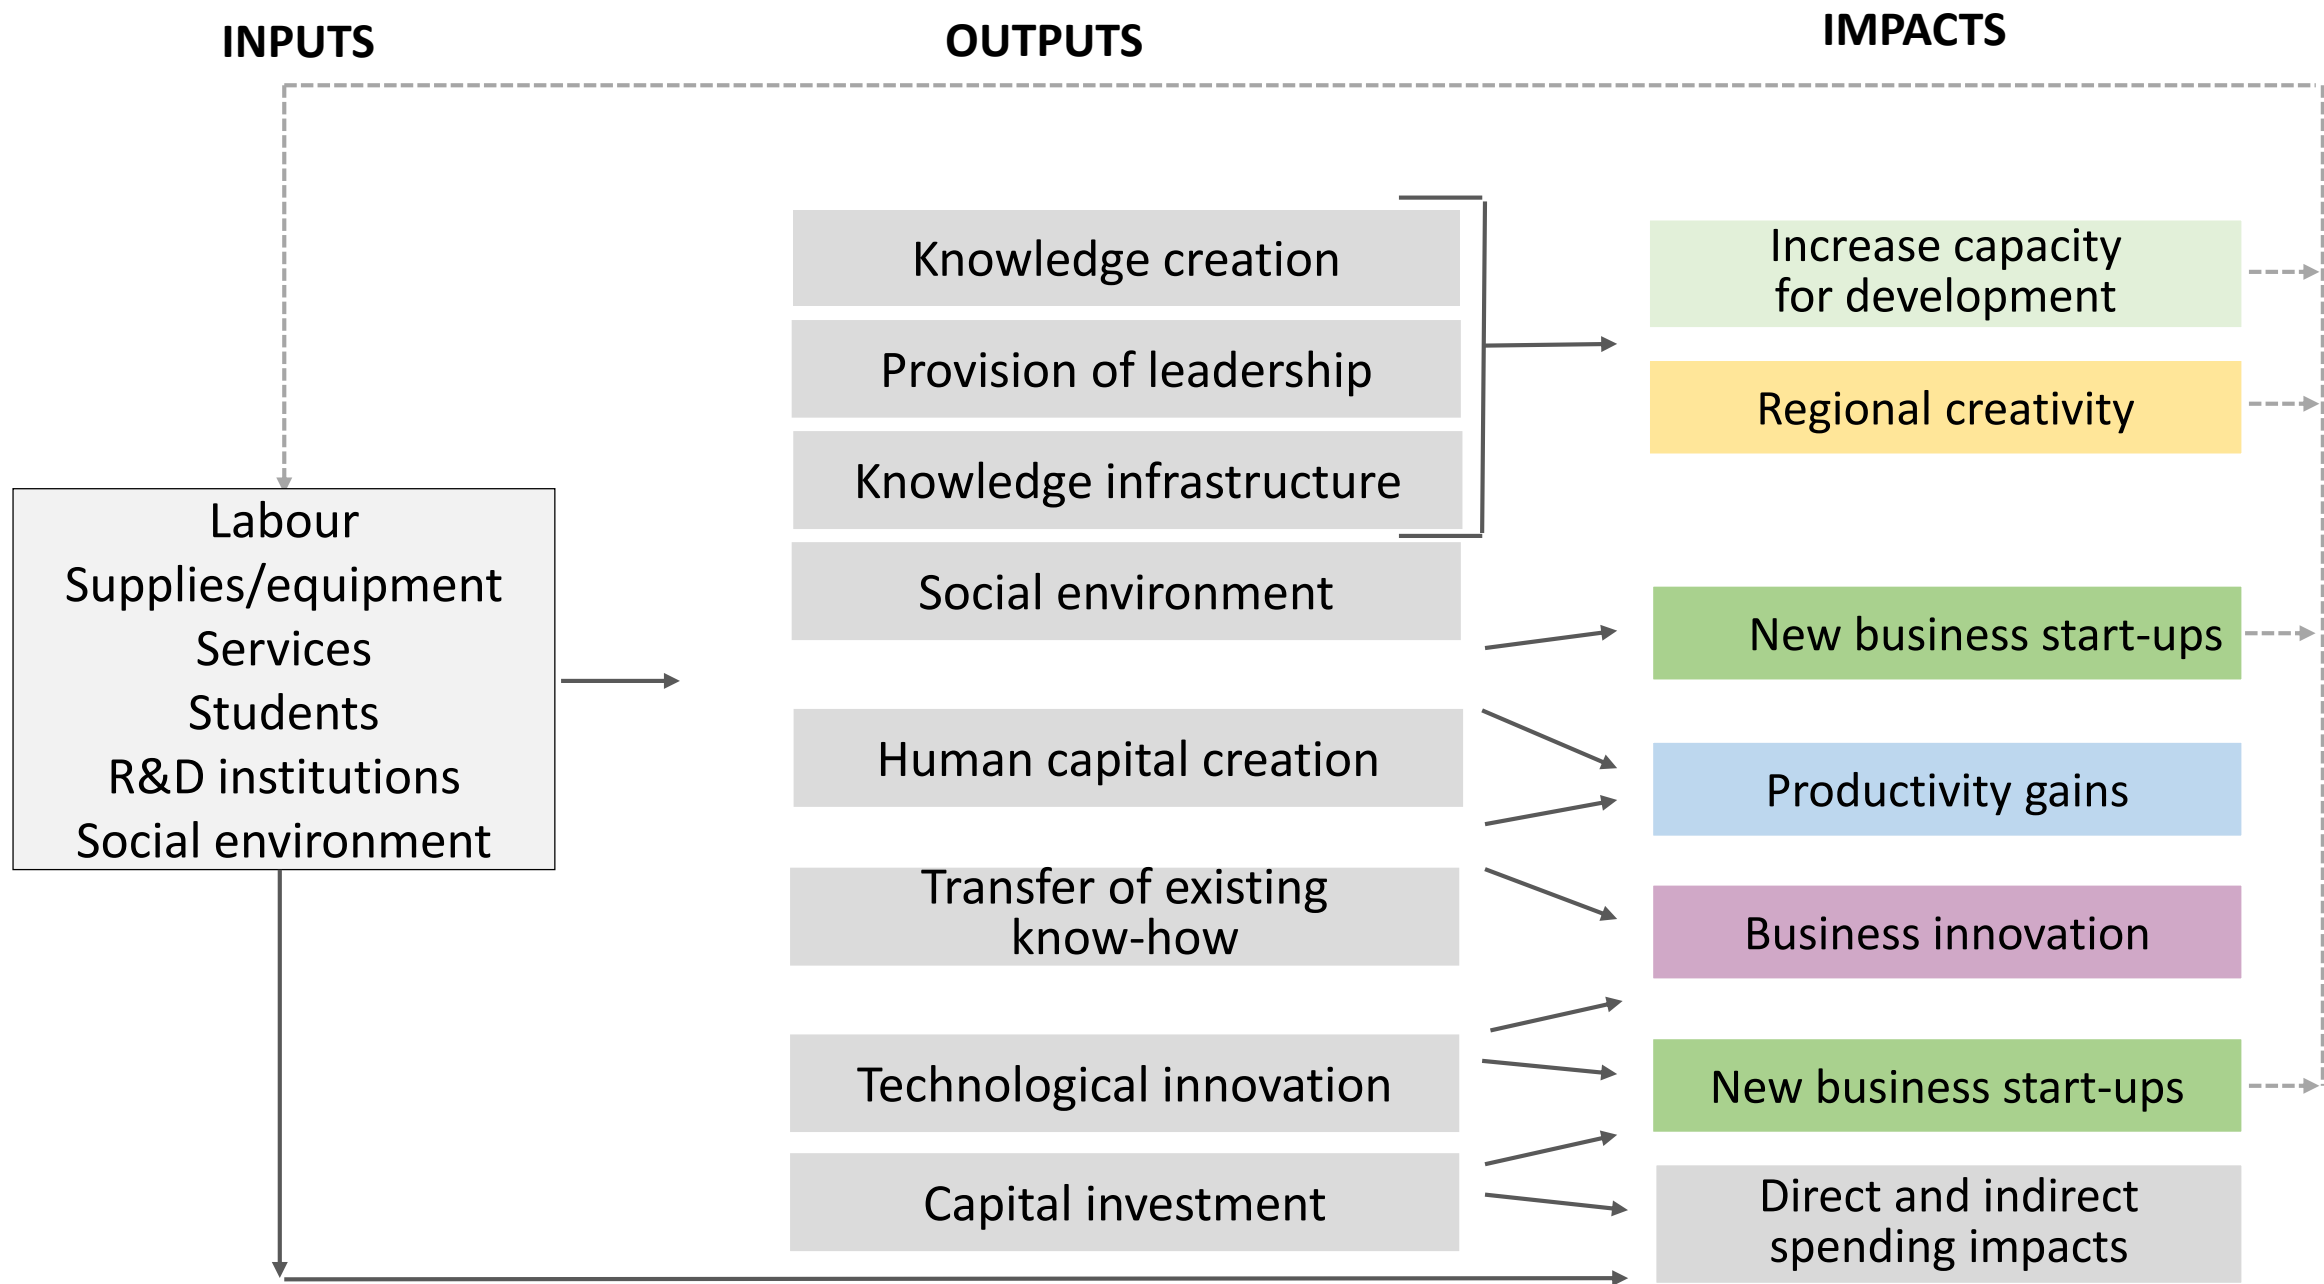 INPUTS
OUTPUTS
IMPACTS
Labour
Supplies/equipment
Services
Students
R&D institutions
Social environment
Knowledge creation
Provision of leadership
Knowledge infrastructure
Social environment
Human capital creation
Transfer of existing
know-how
Technological innovation
Capital investment
Increase capacity
for development
Regional creativity
New business start-ups
Productivity gains
Business innovation
New business start-ups
Direct and indirect
spending impacts